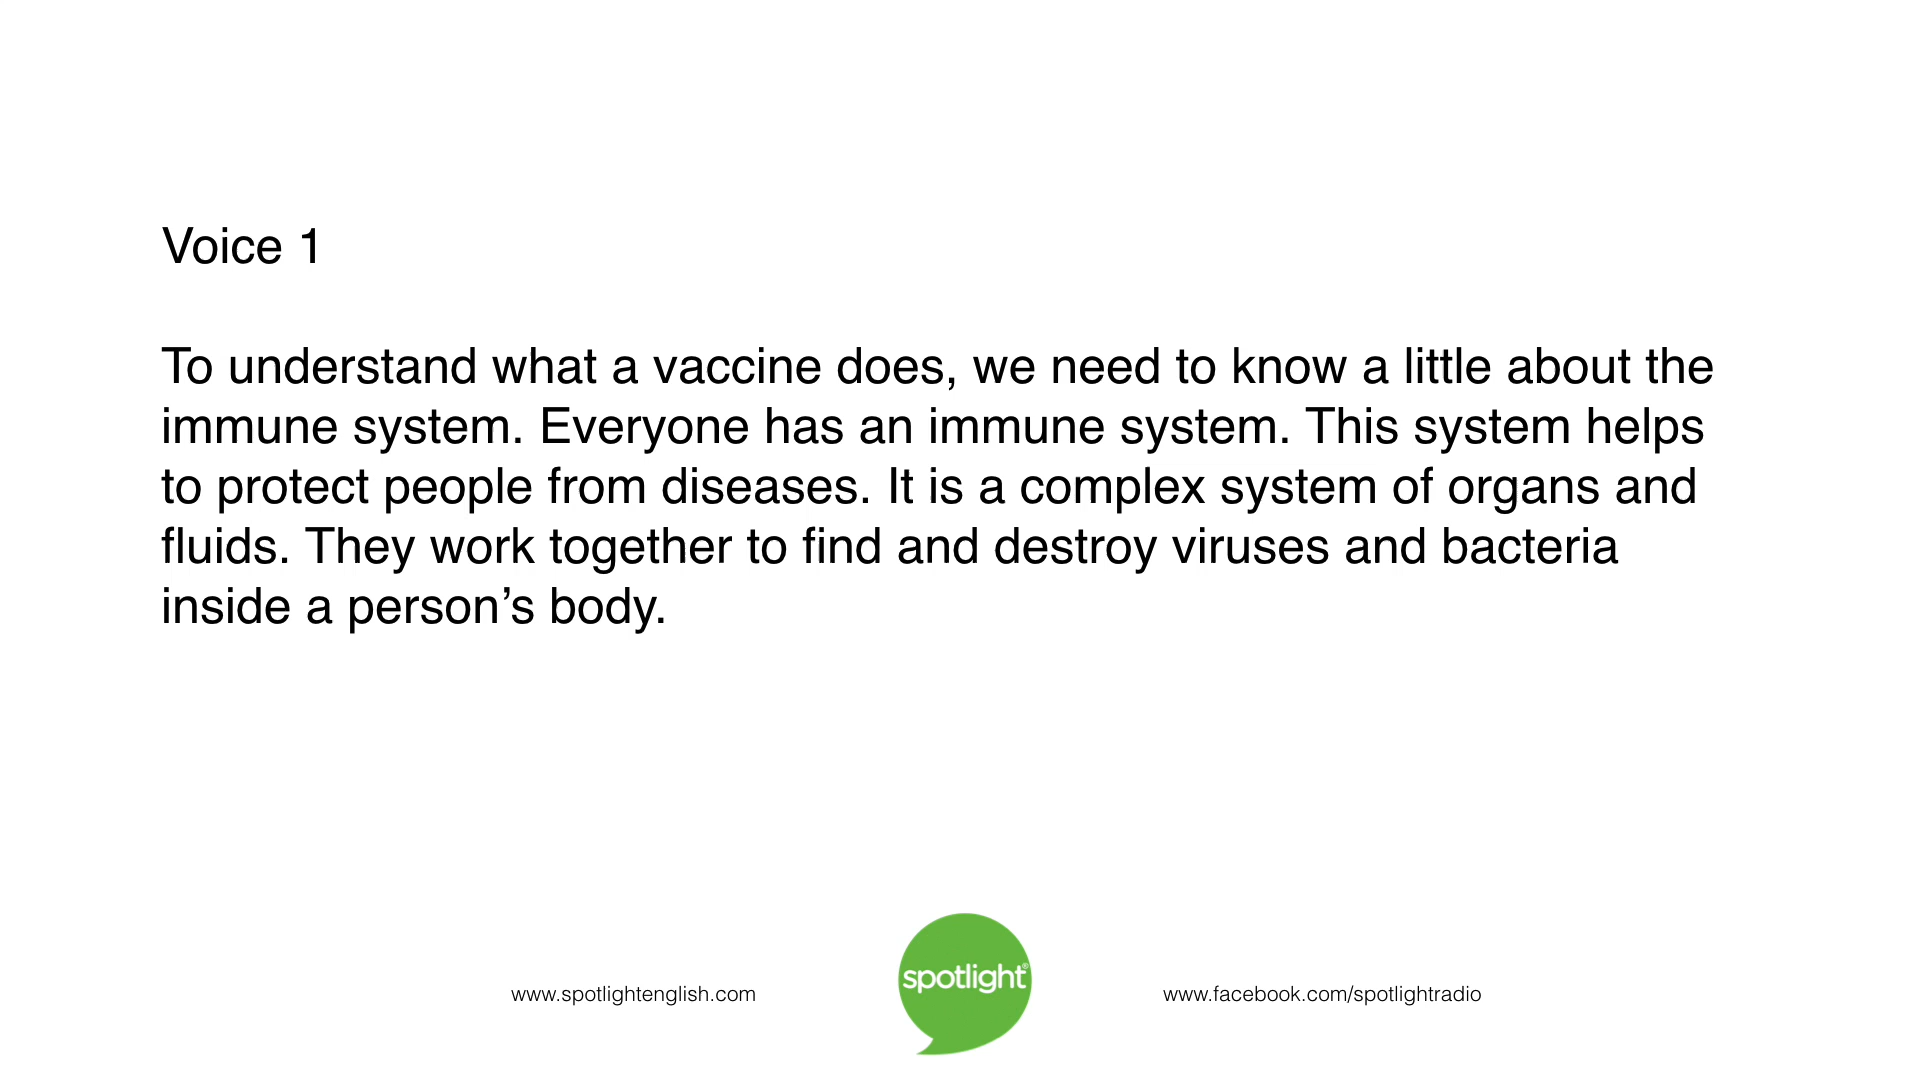 Voice 1
To understand what a vaccine does, we need to know a little about the
immune system. Everyone has an immune system. This system helps
to protect people from diseases. It is a complex system of organs and
fluids. They work together to find and destroy viruses and bacteria
inside a person’s body.
www.spotlightenglish.com
spotlight®
www.facebook.com/spotlightradio